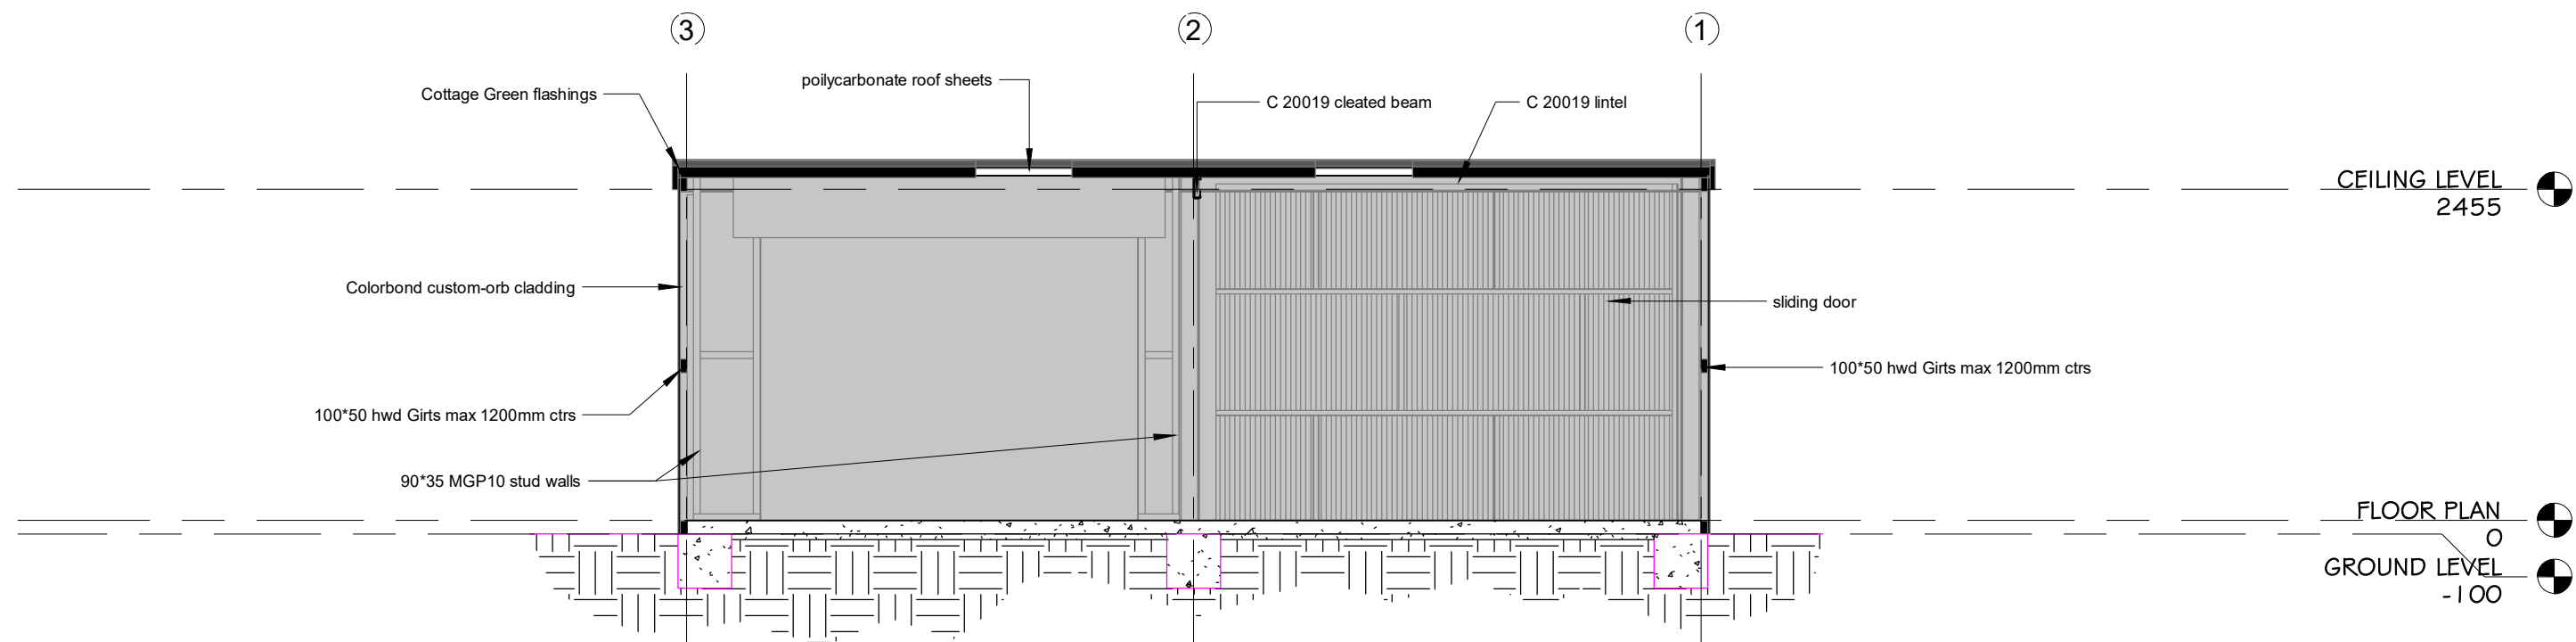 3
2
1
poilycarbonate roof sheets
Cottage Green flashings
C 20019 cleated beam
C 20019 lintel
CEILING LEVEL
2455
Colorbond custom-orb cladding
sliding door
100*50 hwd Girts max 1200mm ctrs
100*50 hwd Girts max 1200mm ctrs
90*35 MGP10 stud walls
FLOOR PLAN
0
GROUND LEVEL
-100